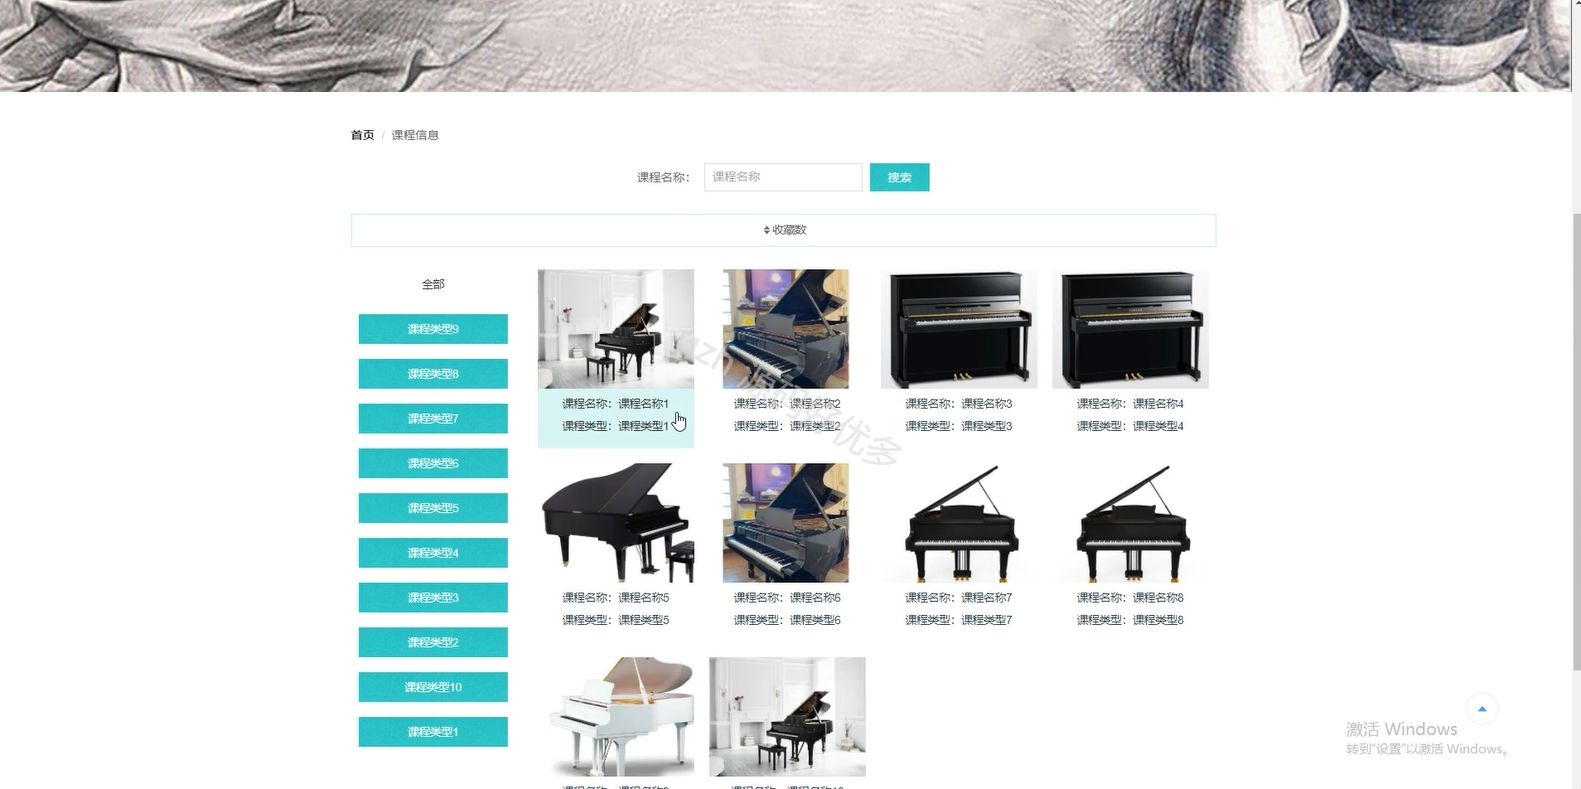 首页 / 课程信息
课程名称： 课程名称 搜索
收藏数
全部
课程类型9
课程类型8
课程类型7
课程类型6
课程类型5
课程类型4
课程类型3
课程类型2
课程类型10
课程类型1
课程名称：课程名称1
课程类型：课程类型1
课程名称：课程名称2
课程类型：课程类型2
课程名称：课程名称3
课程类型：课程类型3
课程名称：课程名称4
课程类型：课程类型4
课程名称：课程名称5
课程类型：课程类型5
课程名称：课程名称6
课程类型：课程类型6
课程名称：课程名称7
课程类型：课程类型7
课程名称：课程名称8
课程类型：课程类型8
源码好优多
激活 Windows
转到“设置”以激活 Windows。